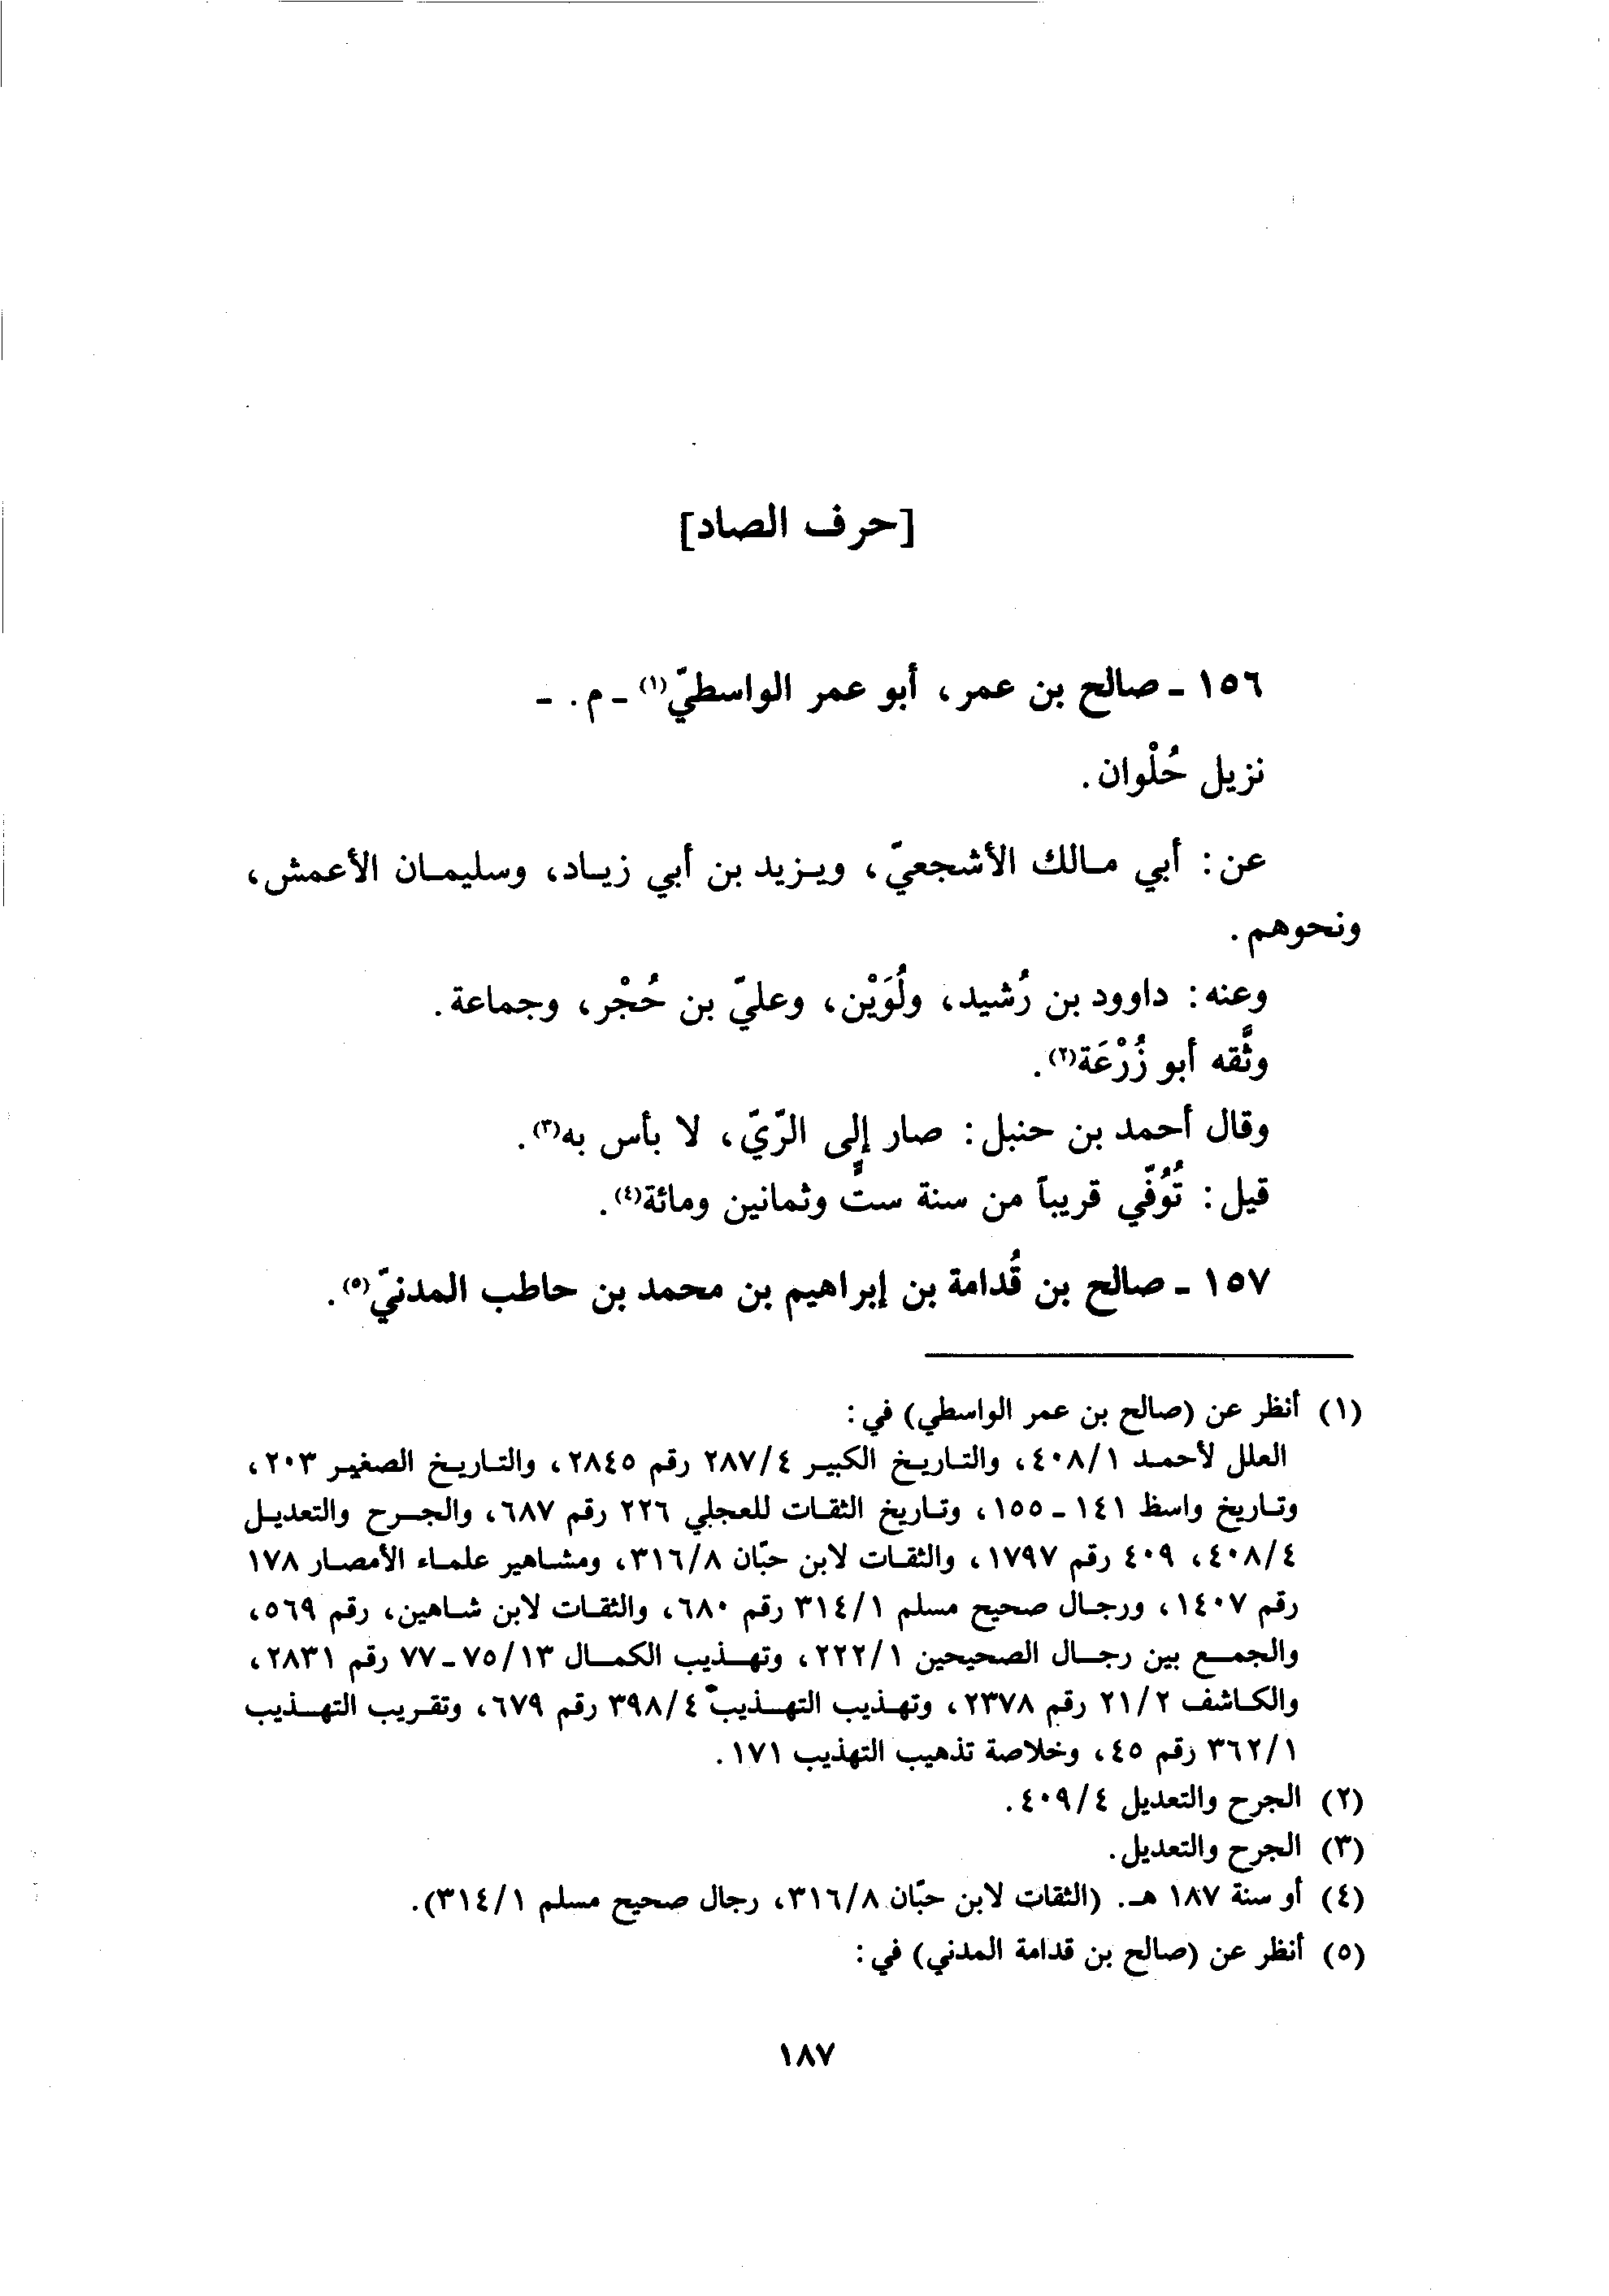 [حرف الصاد]
١٥٦ ـ صالح بن عمر، أبو عمر الواسطيّ(١) ـ م. ـ
نزيل حُلْوان.
عن: أبي مالك الأشجعيّ، ويزيد بن أبي زياد، وسليمان الأعمش،
ونحوهم.
وعنه: داوود بن رُشيد، ولُوَيْن، وعليّ بن حُجْر، وجماعة.
وثَّقه أبو زُرْعَة(٢).
وقال أحمد بن حنبل: صار إلى الرّيّ، لا بأس به(٣).
قيل: تُوُفّي قريباً من سنة ستٍّ وثمانين ومائة(٤).
١٥٧ ـ صالح بن قُدامة بن إبراهيم بن محمد بن حاطب المدنيّ(٥).
(١) أنظر عن (صالح بن عمر الواسطي) في:
العلل لأحمد ٤٠٨/١، والتاريخ الكبير ٢٨٧/٤ رقم ٢٨٤٥، والتاريخ الصغير ٢٠٣،
وتاريخ واسظ ١٤١ ـ ١٥٥، وتاريخ الثقات للعجلي ٢٢٦ رقم ٦٨٧، والجرح والتعديل
٤٠٨/٤، ٤٠٩ رقم ١٧٩٧، والثقات لابن حبّان ٣١٦/٨، ومشاهير علماء الأمصار ١٧٨
رقم ١٤٠٧، ورجال صحيح مسلم ٣١٤/١ رقم ٦٨٠، والثقات لابن شاهين، رقم ٥٦٩،
والجمع بين رجال الصحيحين ٢٢٢/١، وتهذيب الكمال ٧٥/١٣ ـ ٧٧ رقم ٢٨٣١،
والكاشف ٢١/٢ رقم ٢٣٧٨، وتهذيب التهذيب ٣٩٨/٤ رقم ٦٧٩، وتقريب التهذيب
٣٦٢/١ رقم ٤٥، وخلاصة تذهيب التهذيب ١٧١.
(٢) الجرح والتعديل ٤٠٩/٤.
(٣) الجرح والتعديل.
(٤) أو سنة ١٨٧ هـ. (الثقات لابن حبّان ٣١٦/٨، رجال صحيح مسلم ٣١٤/١).
(٥) أنظر عن (صالح بن قدامة المدني) في:
١٨٧